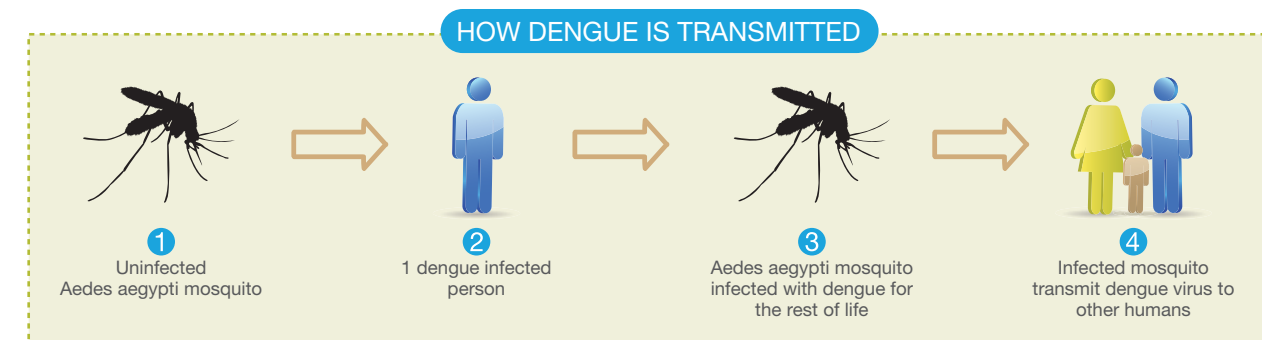 HOW DENGUE IS TRANSMITTED
1
Uninfected
Aedes aegypti mosquito
2
1 dengue infected
person
3
Aedes aegypti mosquito
infected with dengue for
the rest of life
4
Infected mosquito
transmit dengue virus to
other humans